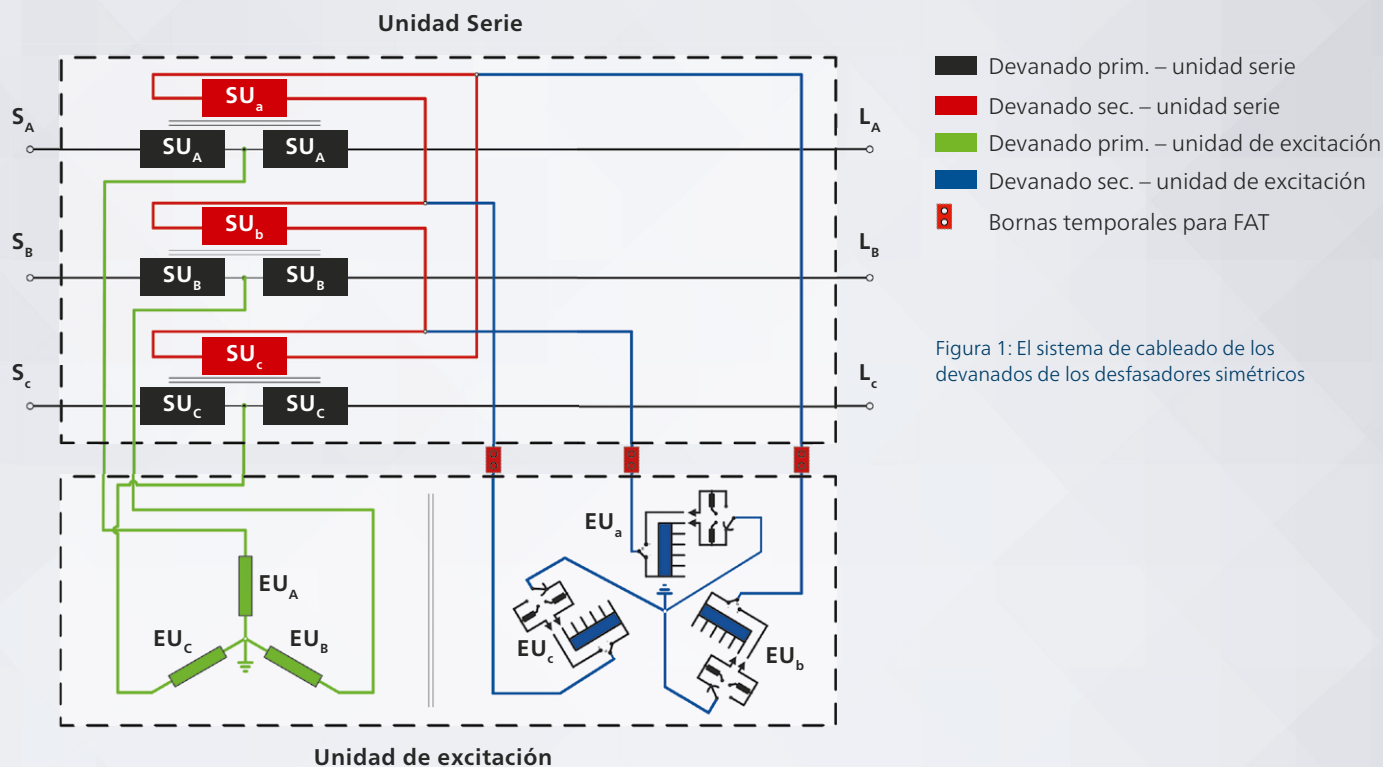 Unidad Serie
SUa
SA
LA
SUA
SUA
SUb
SB
LB
SUB
SUB
SUc
Sc
Lc
SUC
SUC
Devanado prim. – unidad serie
Devanado sec. – unidad serie
Devanado prim. – unidad de excitación
Devanado sec. – unidad de excitación
Bornas temporales para FAT
Figura 1: El sistema de cableado de los
devanados de los desfasadores simétricos
EUA
EUC
EUB
EUa
EUc
EUb
Unidad de excitación